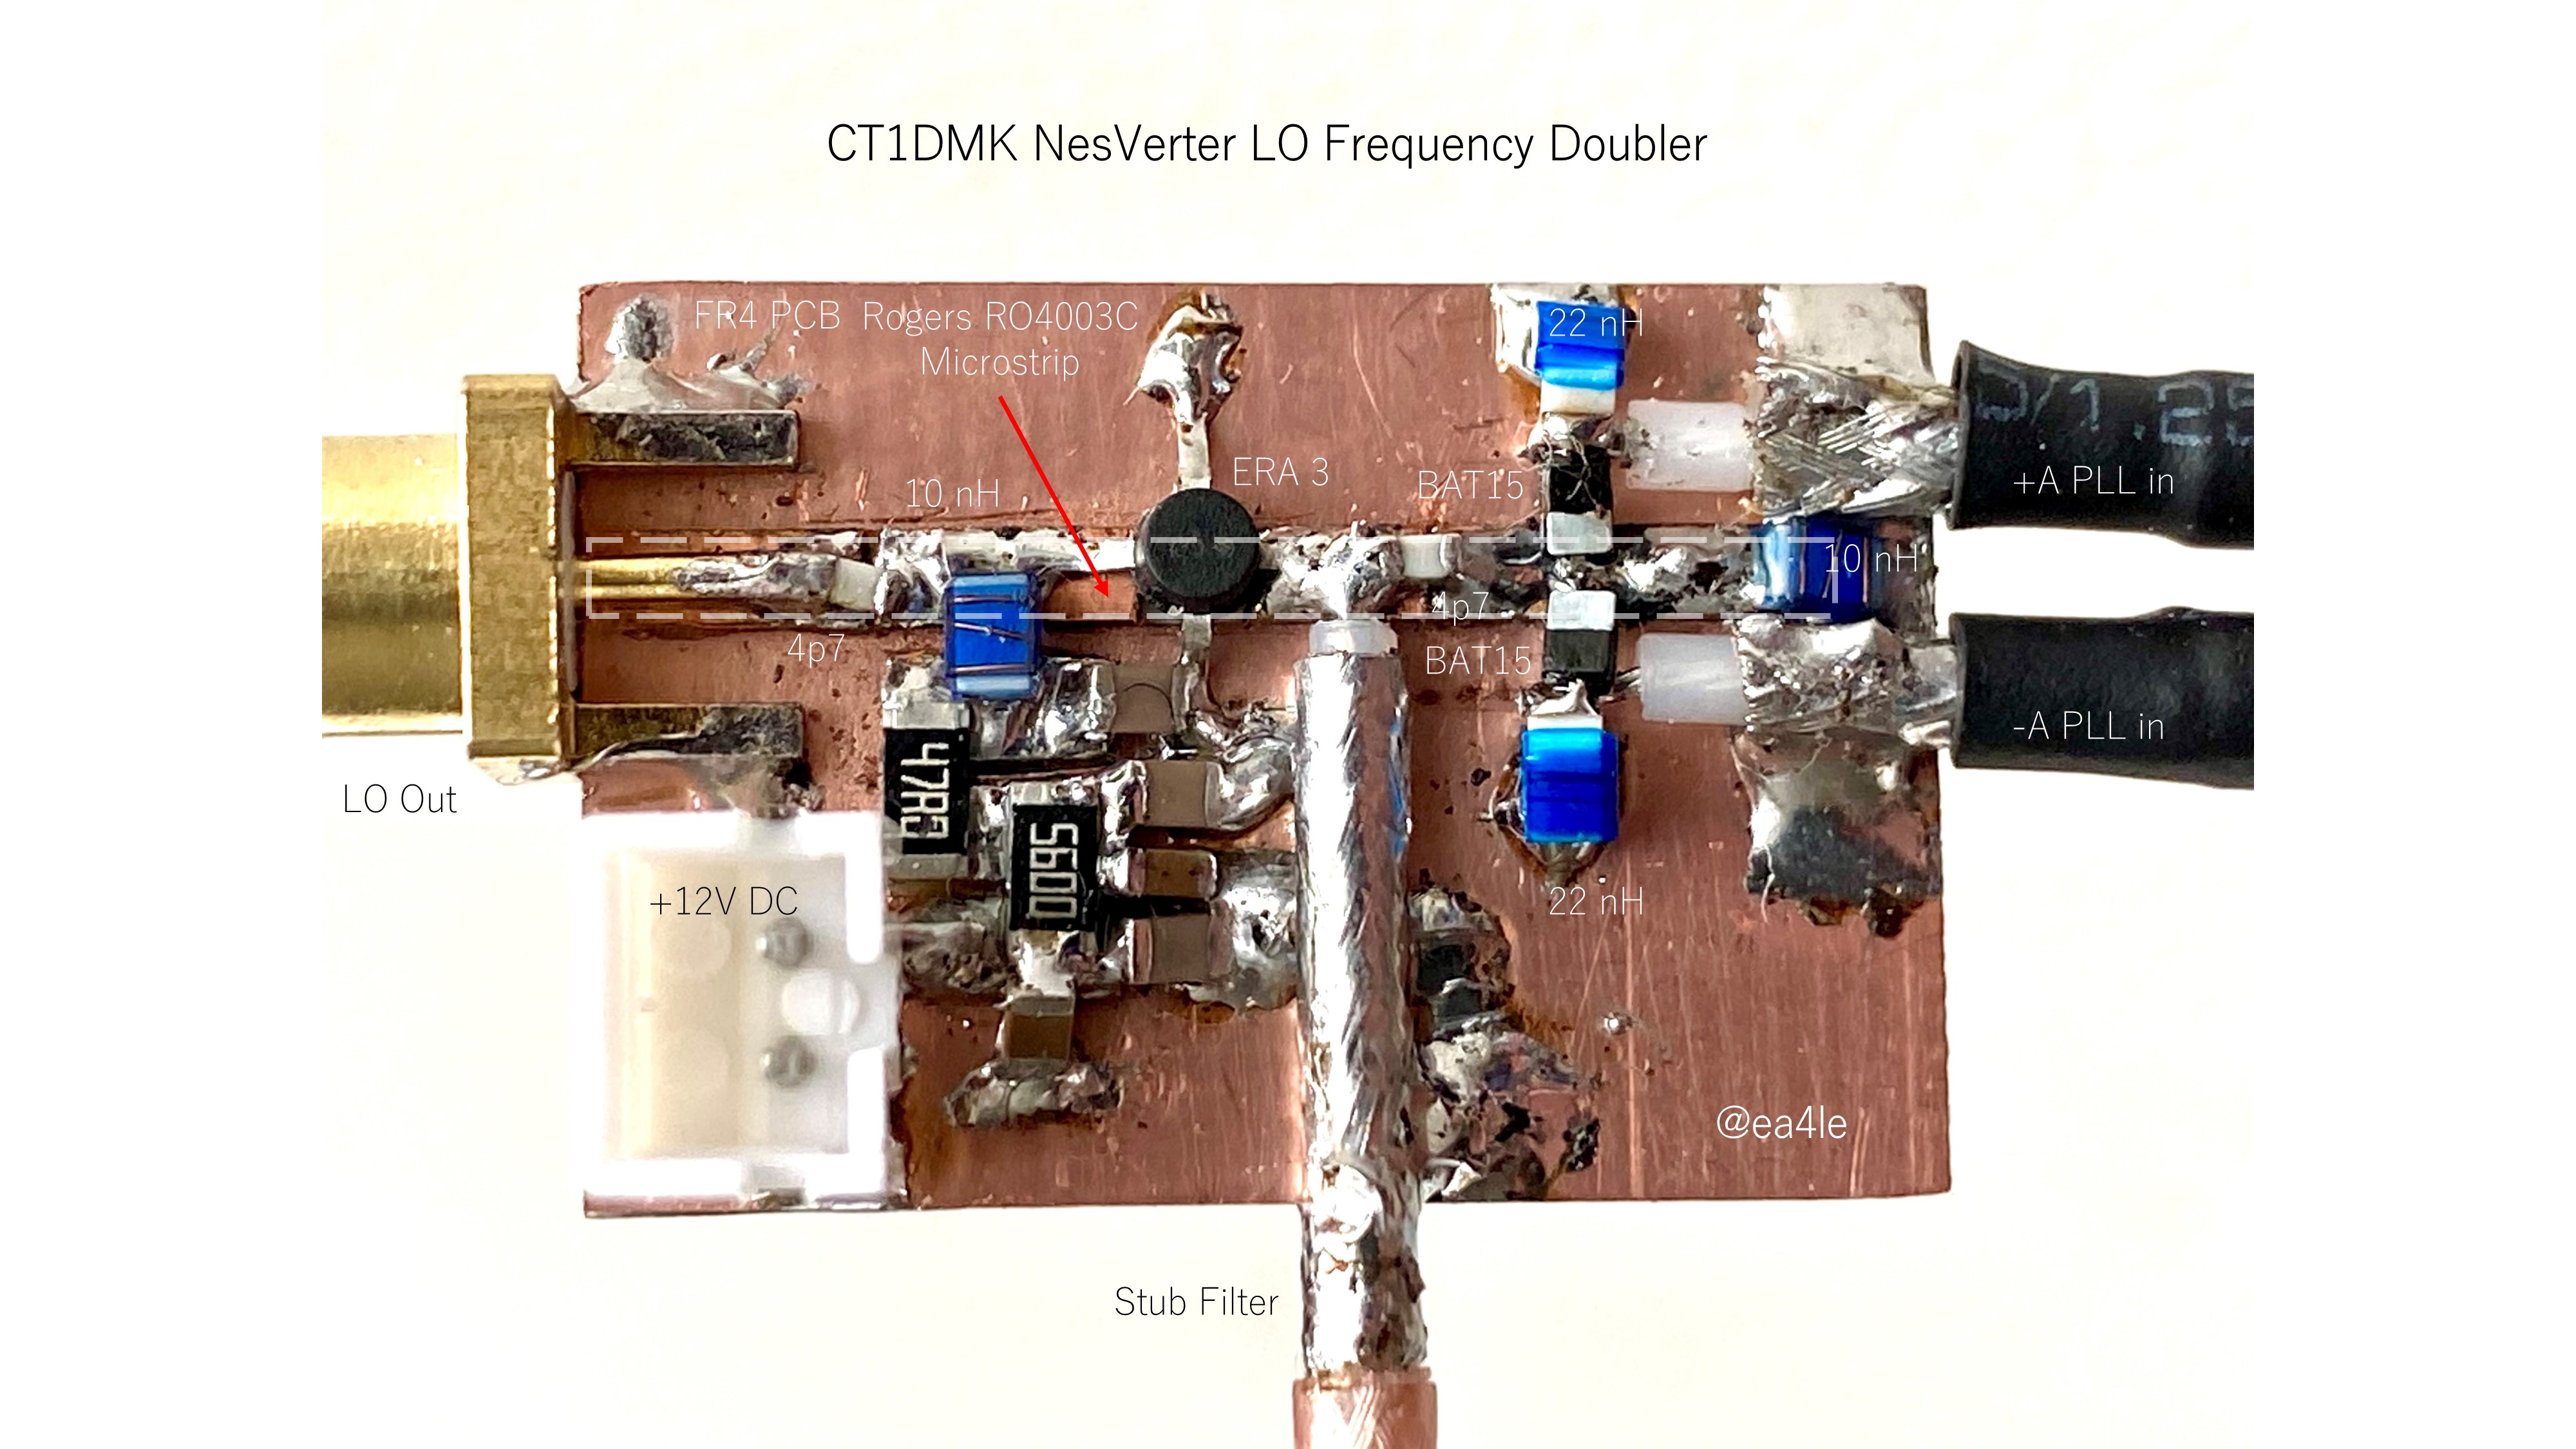 CT1DMK NesVerter LO Frequency Doubler
FR4 PCB
Rogers RO4003C
Microstrip
22 nH
10 nH
ERA 3
BAT15
+A PLL in
10 nH
4p7
4p7
BAT15
-A PLL in
LO Out
47R0
5600
+12V DC
22 nH
@ea4le
Stub Filter